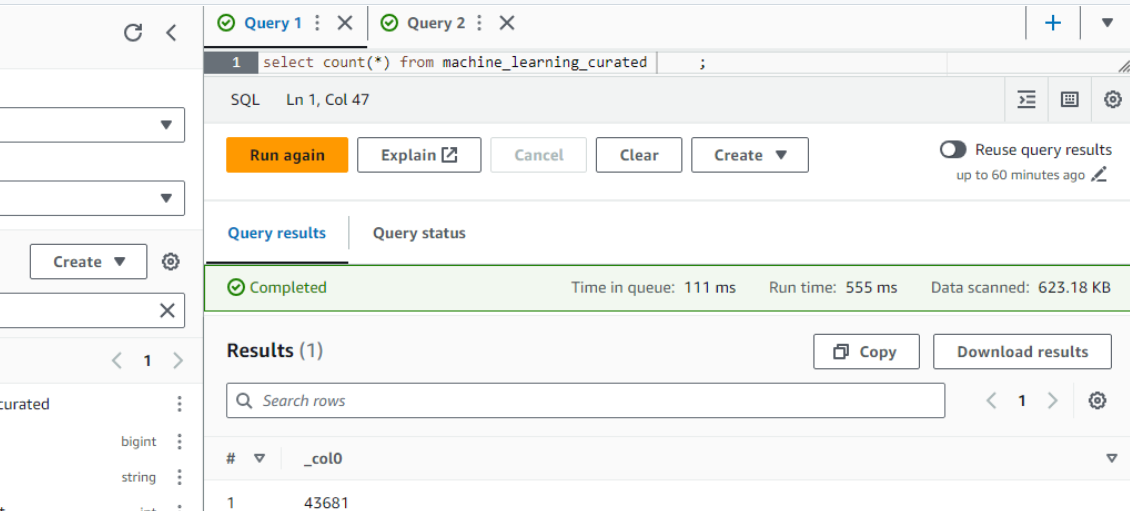 Query 1
Query 2
1 select count(*) from machine_learning_curated ;
SQL Ln 1, Col 47
Run again
Explain
Cancel
Clear
Create
Reuse query results
up to 60 minutes ago
Query results
Query status
Create
Completed
Time in queue: 111 ms
Run time: 555 ms
Data scanned: 623.18 KB
Results (1)
Copy
Download results
1
Search rows
1
curated
bigint
string
# _col0
1 43681